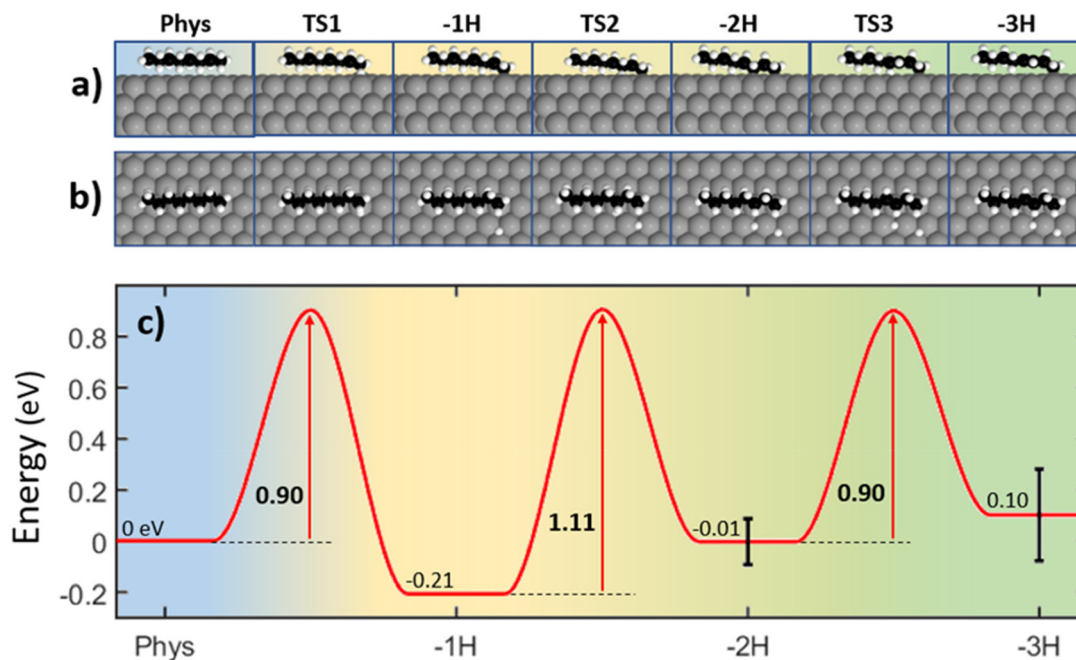 Phys TS1 -1H TS2 -2H TS3 -3H
a)
b)
c)
Energy (eV)
0.8
0.6
0.4
0.2
0
-0.2
0 eV
0.90
-0.21
1.11
-0.01
0.90
0.10
Phys -1H -2H -3H